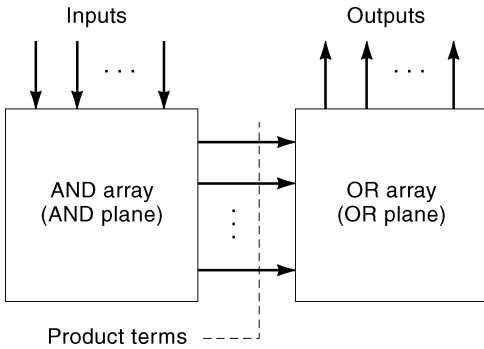 Inputs
Outputs
. . .
. . .
AND array
(AND plane)
OR array
(OR plane)
Product terms